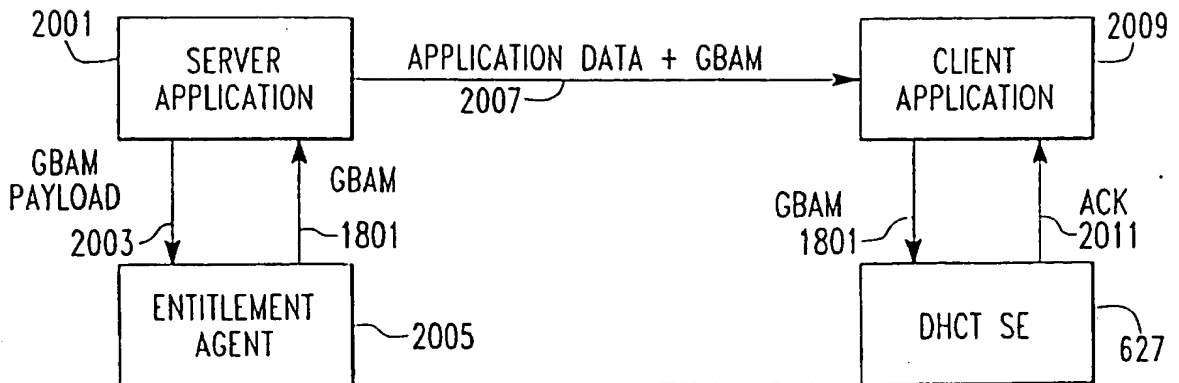 2001
SERVER
APPLICATION
APPLICATION DATA + GBAM
2007
CLIENT
APPLICATION
2009
GBAM
PAYLOAD
2003
GBAM
1801
GBAM
1801
ACK
2011
ENTITLEMENT
AGENT
2005
DHCT SE
627